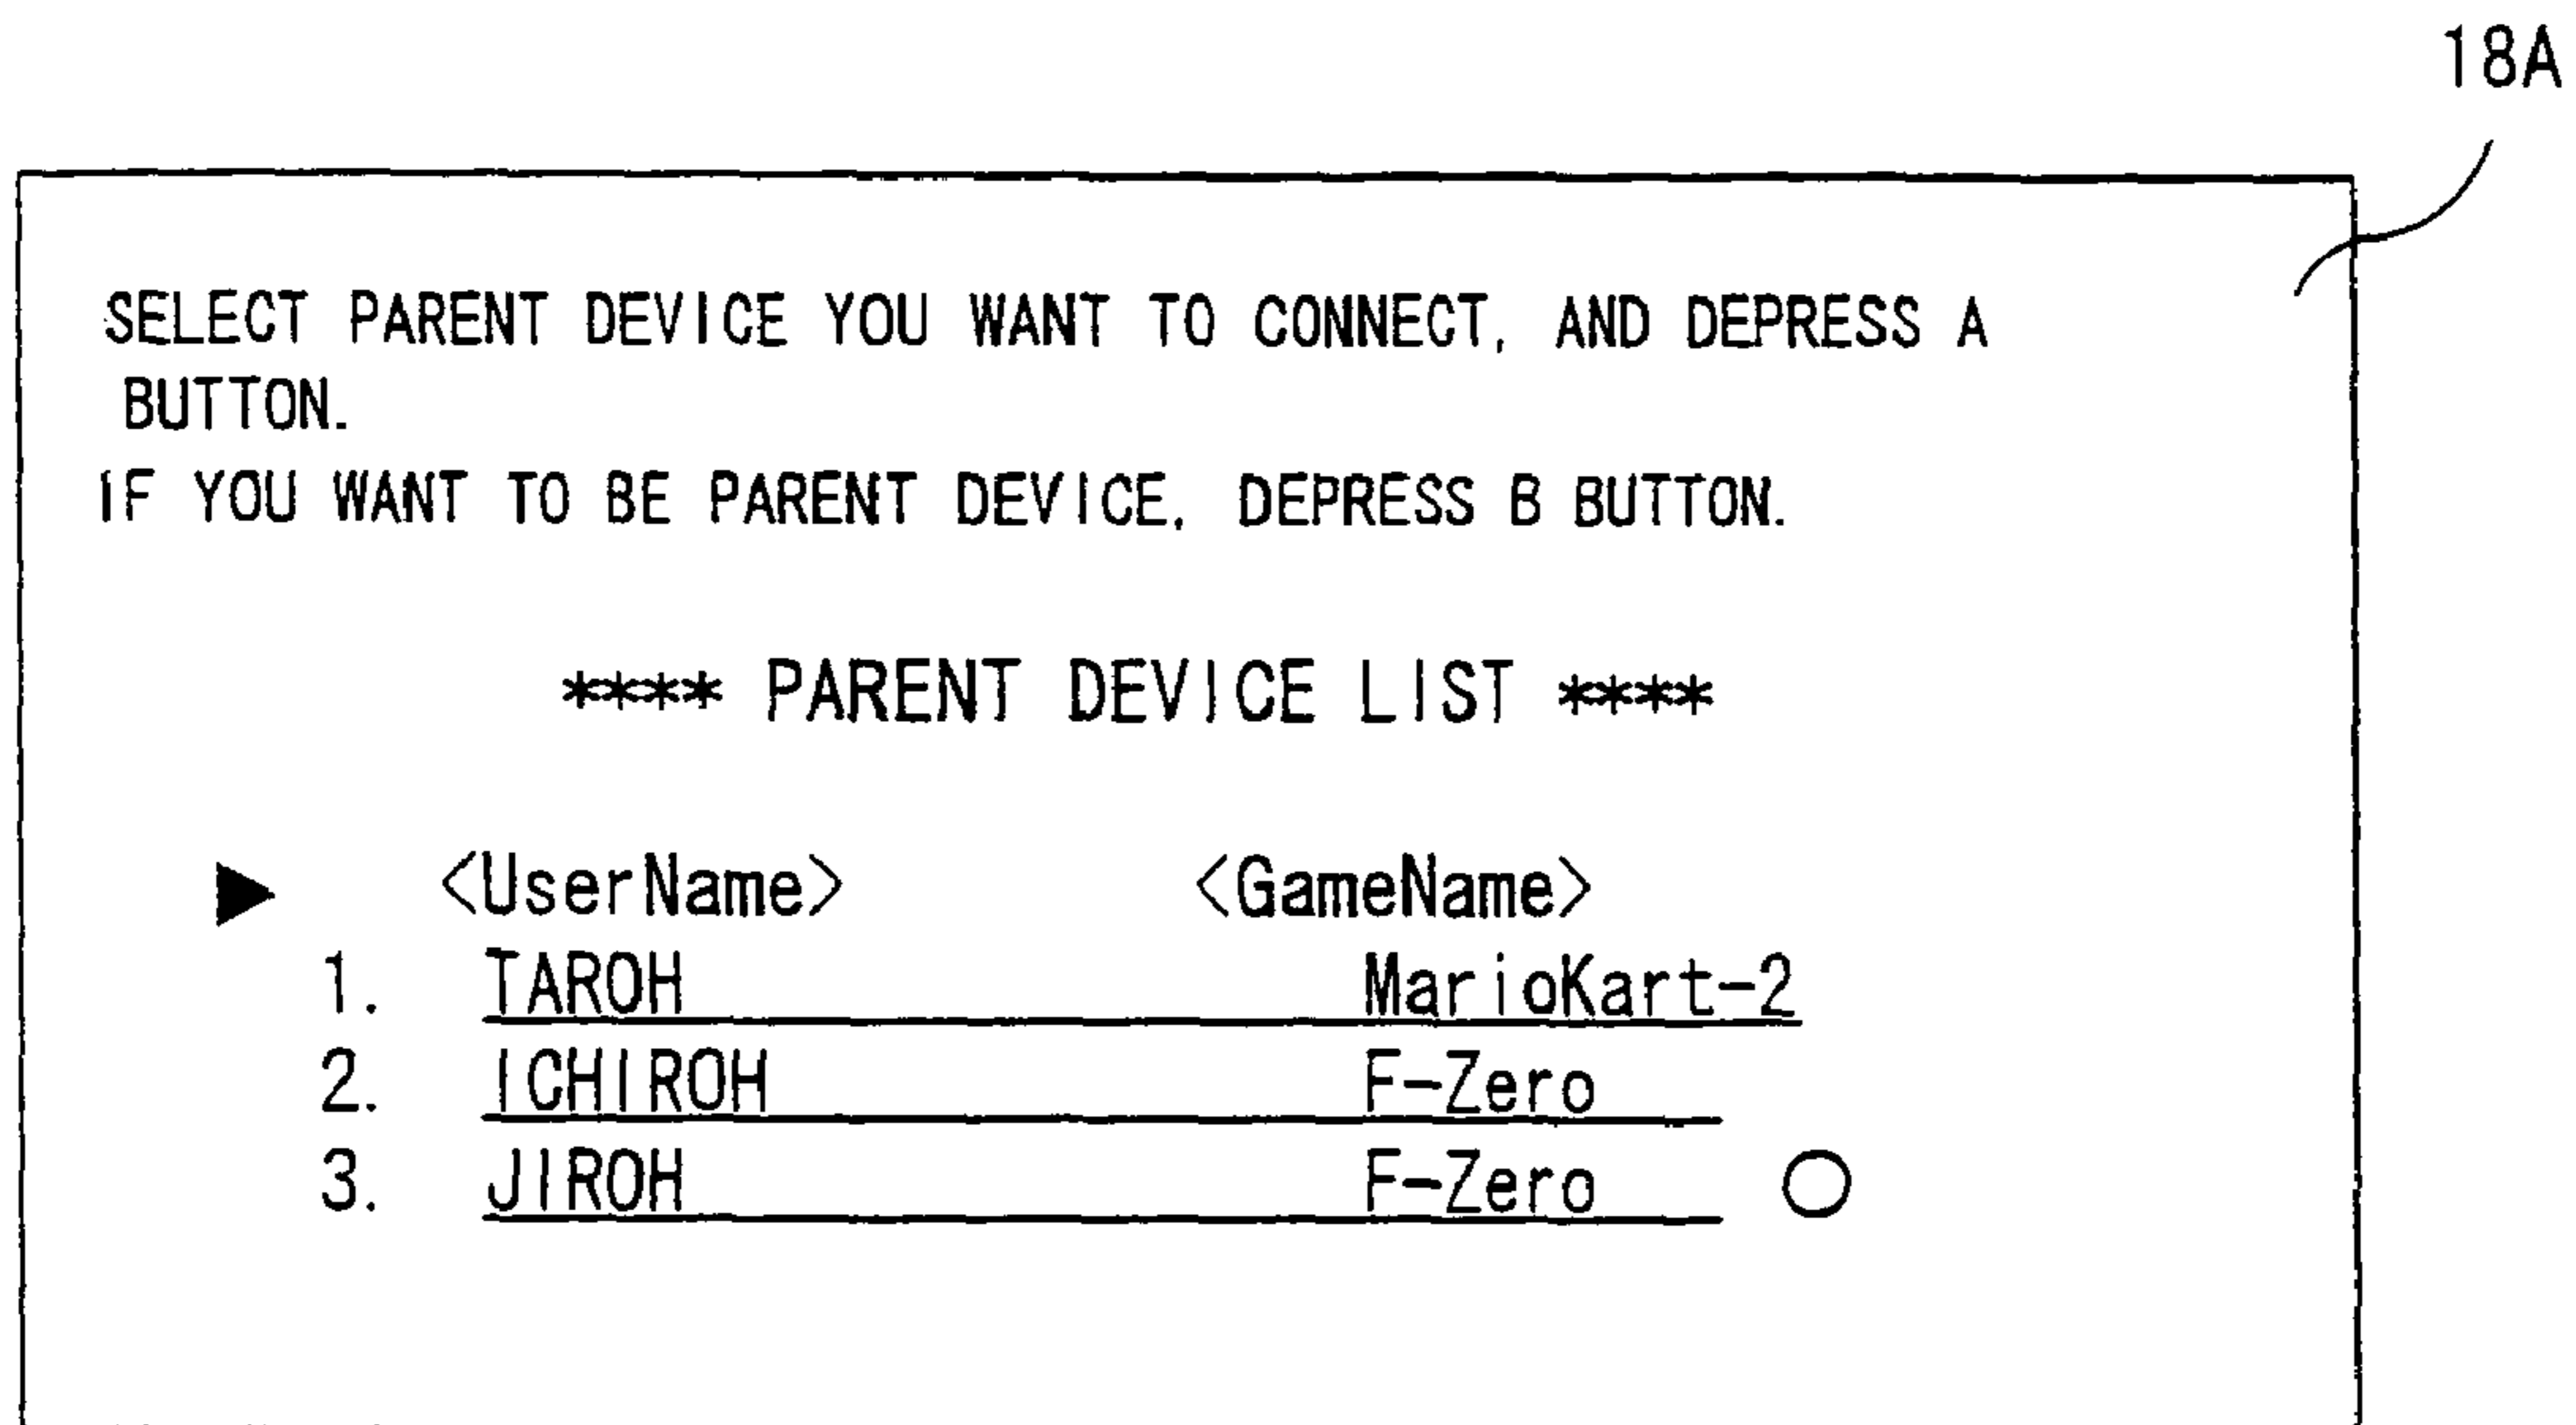 18A
SELECT PARENT DEVICE YOU WANT TO CONNECT, AND DEPRESS A
BUTTON.
IF YOU WANT TO BE PARENT DEVICE, DEPRESS B BUTTON.
**** PARENT DEVICE LIST ****
▶ <UserName> <GameName>
1. TAROH MarioKart-2
2. ICHIROH F-Zero
3. JIROH F-Zero ○